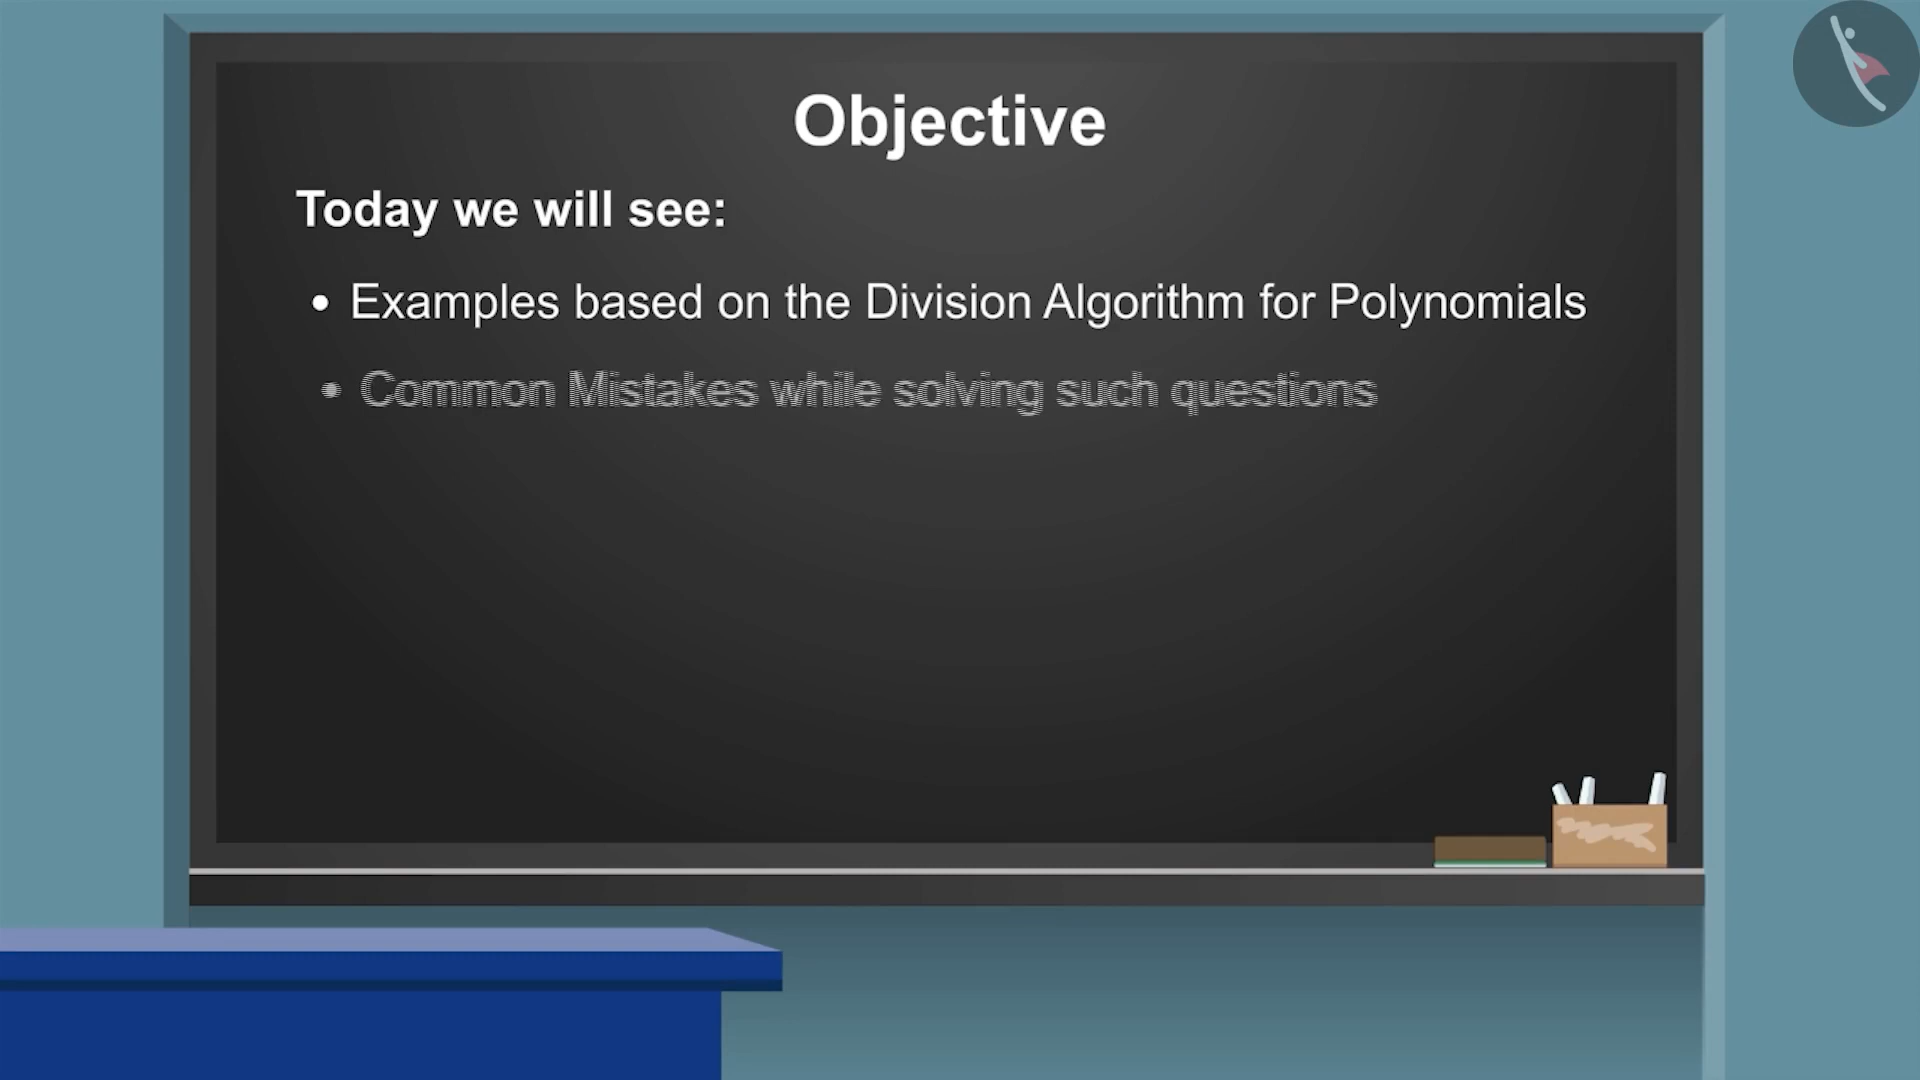 Objective
Today we will see:
• Examples based on the Division Algorithm for Polynomials
• Common Mistakes while solving such questions